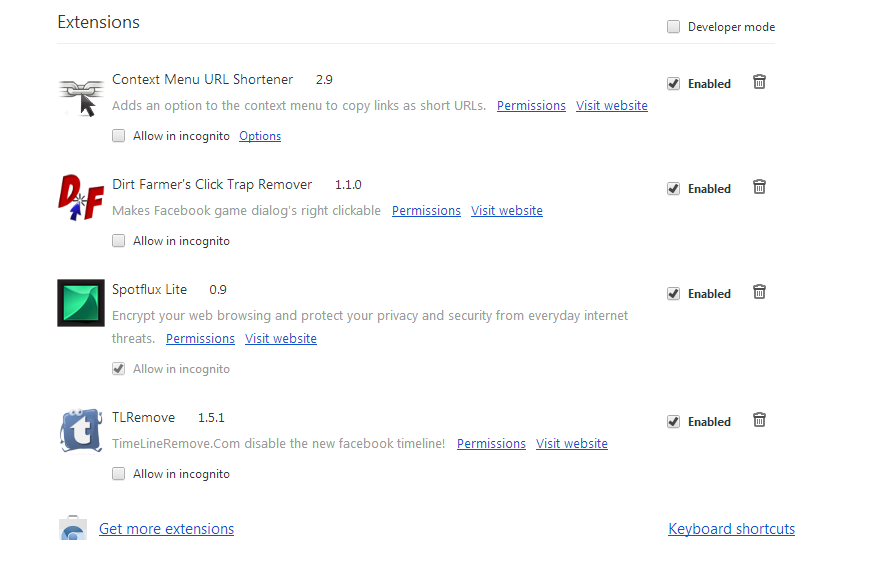 Extensions
Developer mode
Context Menu URL Shortener 2.9
Enabled
Adds an option to the context menu to copy links as short URLs. Permissions Visit website
Allow in incognito Options
DF
Dirt Farmer's Click Trap Remover 1.1.0
Enabled
Makes Facebook game dialog's right clickable Permissions Visit website
Allow in incognito
Spotflux Lite 0.9
Enabled
Encrypt your web browsing and protect your privacy and security from everyday internet
threats. Permissions Visit website
Allow in incognito
t
TLRemove 1.5.1
Enabled
TimeLineRemove.Com disable the new facebook timeline! Permissions Visit website
Allow in incognito
Get more extensions
Keyboard shortcuts